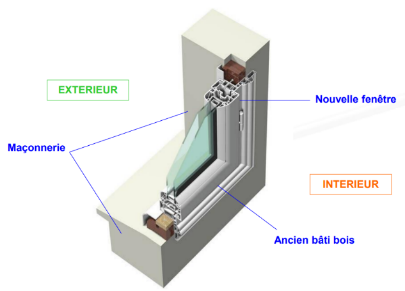 EXTERIEUR
Nouvelle fenêtre
Maçonnerie
INTERIEUR
Ancien bâti bois